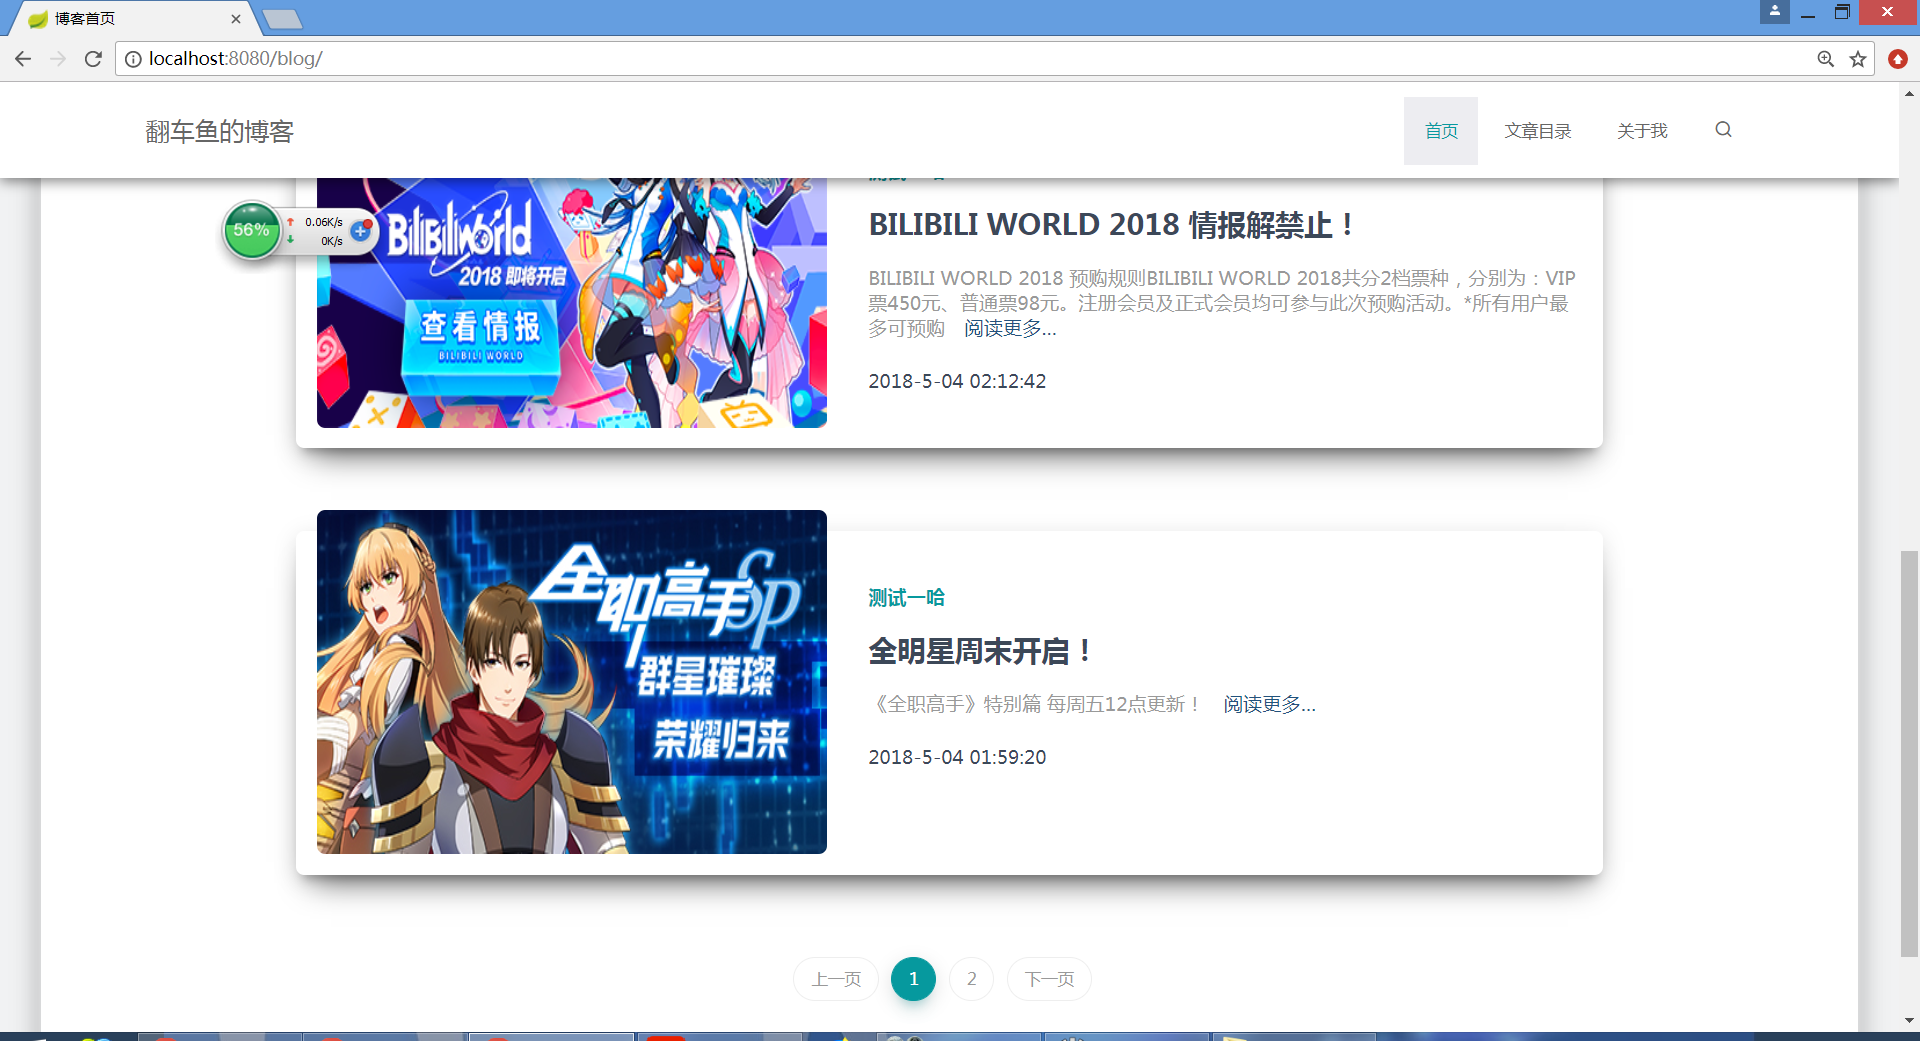 博客首页
localhost:8080/blog/
翻车鱼的博客
首页
文章目录
关于我
56%
0.06K/s
0K/s
BiliBiliworld
2018 即将开启
查看情报
BILIBILI WORLD
BILIBILI WORLD 2018 情报解禁止！
BILIBILI WORLD 2018 预购规则BILIBILI WORLD 2018共分2档票种，分别为：VIP
票450元、普通票98元。注册会员及正式会员均可参与此次预购活动。*所有用户最
多可预购 阅读更多...
2018-5-04 02:12:42
全职高手SP
群星璀璨
荣耀归来
测试一哈
全明星周末开启！
《全职高手》特别篇 每周五12点更新！ 阅读更多...
2018-5-04 01:59:20
上一页
1
2
下一页